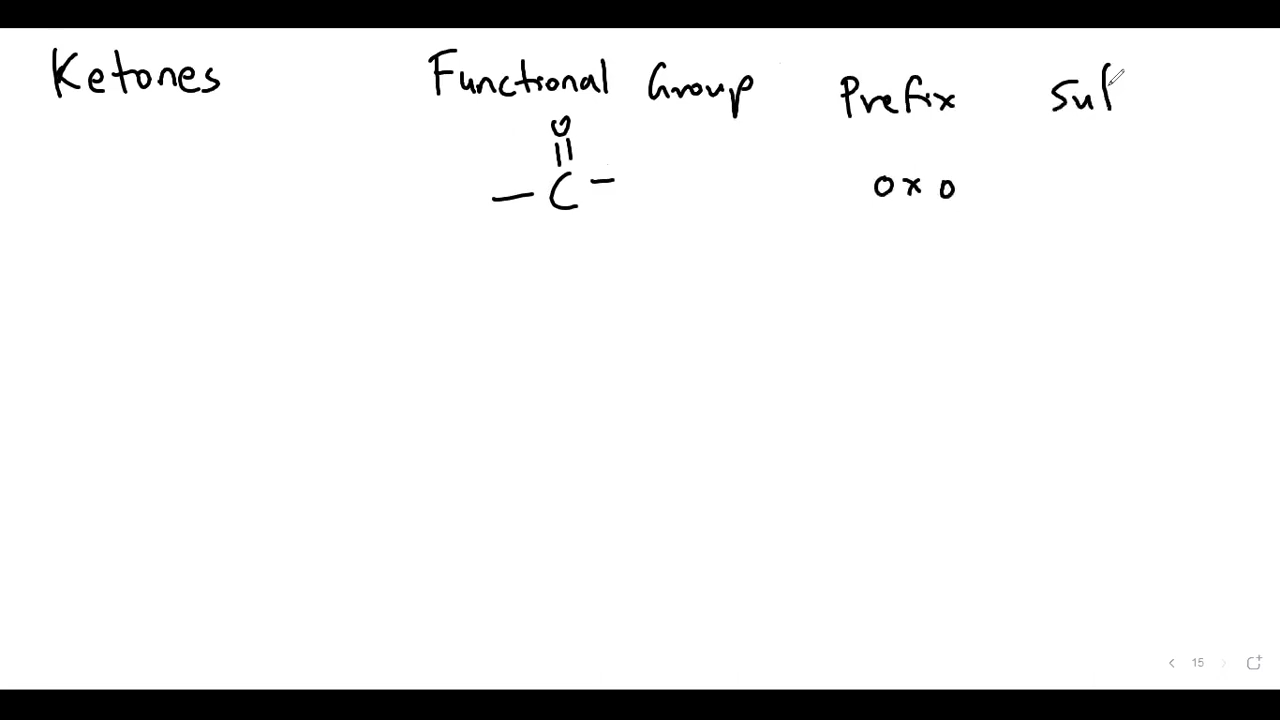 Ketones Functional Group Prefix Suf
O
||
— C — oxo
< 15 >